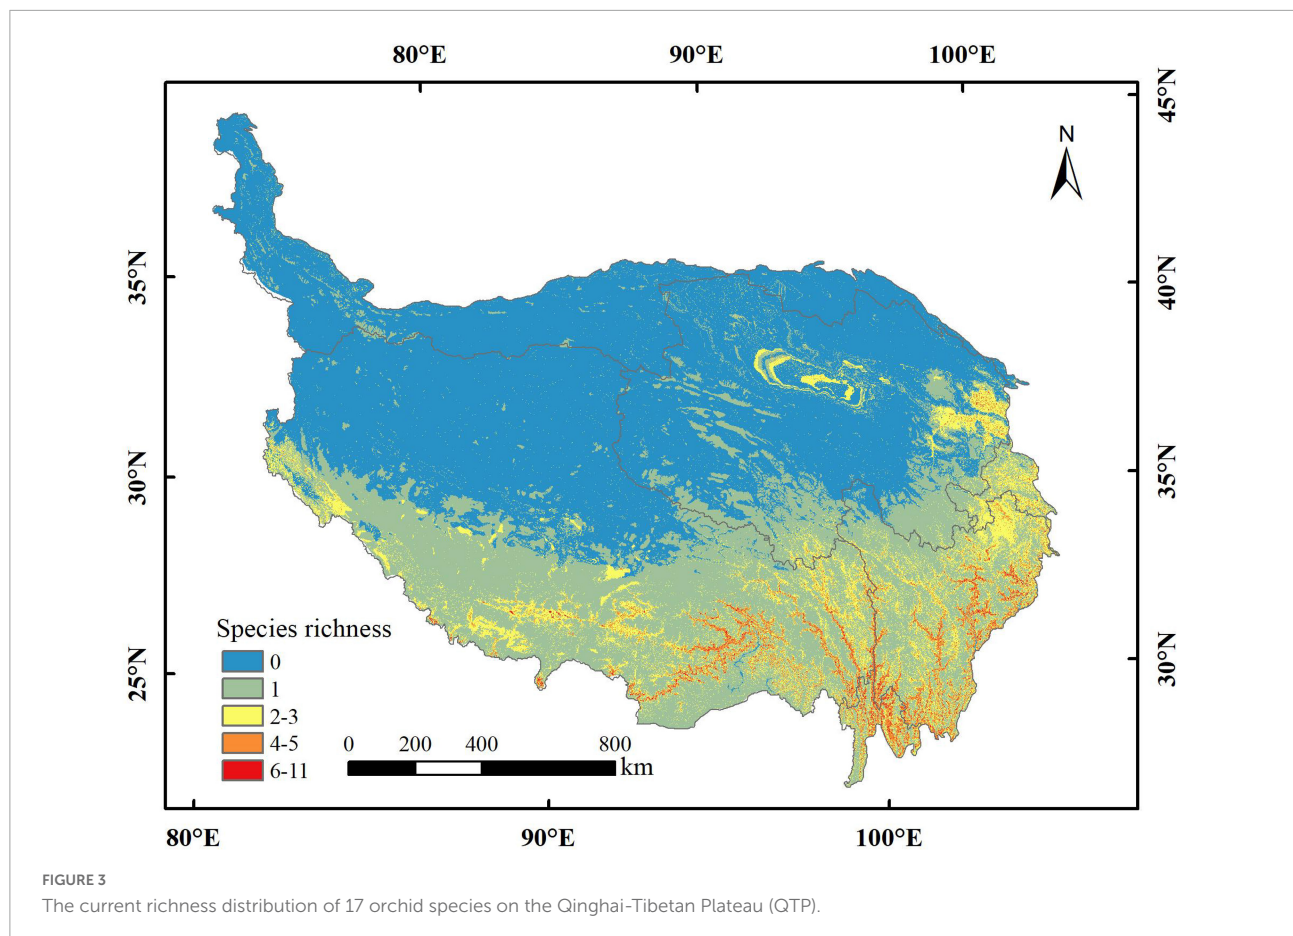 80°E 90°E 100°E
45°N
N
35°N
40°N
30°N
35°N
Species richness
0
1
2-3
4-5
6-11
25°N
30°N
0 200 400 800
km
80°E 90°E 100°E
FIGURE 3
The current richness distribution of 17 orchid species on the Qinghai-Tibetan Plateau (QTP).